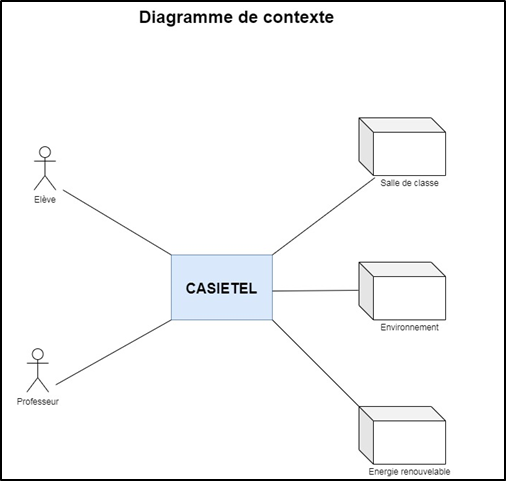 Diagramme de contexte
Salle de classe
Elève
CASIETEL
Environnement
Professeur
Energie renouvelable